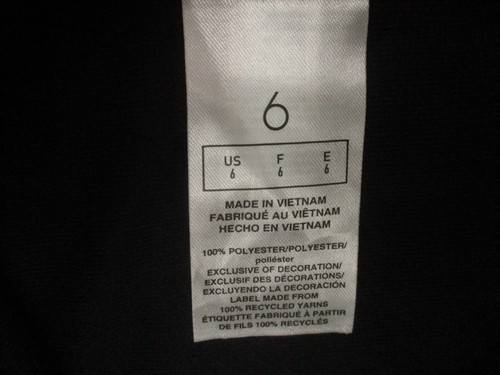 6
US F E
6 6 6
MADE IN VIETNAM
FABRIQUÉ AU VIÊTNAM
HECHO EN VIETNAM
100% POLYESTER/POLYESTER/
poliéster
EXCLUSIVE OF DECORATION/
EXCLUSIF DES DÉCORATIONS/
EXCLUYENDO LA DECORACIÓN
LABEL MADE FROM
100% RECYCLED YARNS
ÉTIQUETTE FABRIQUÉ À PARTIR
DE FILS 100% RECYCLÉS